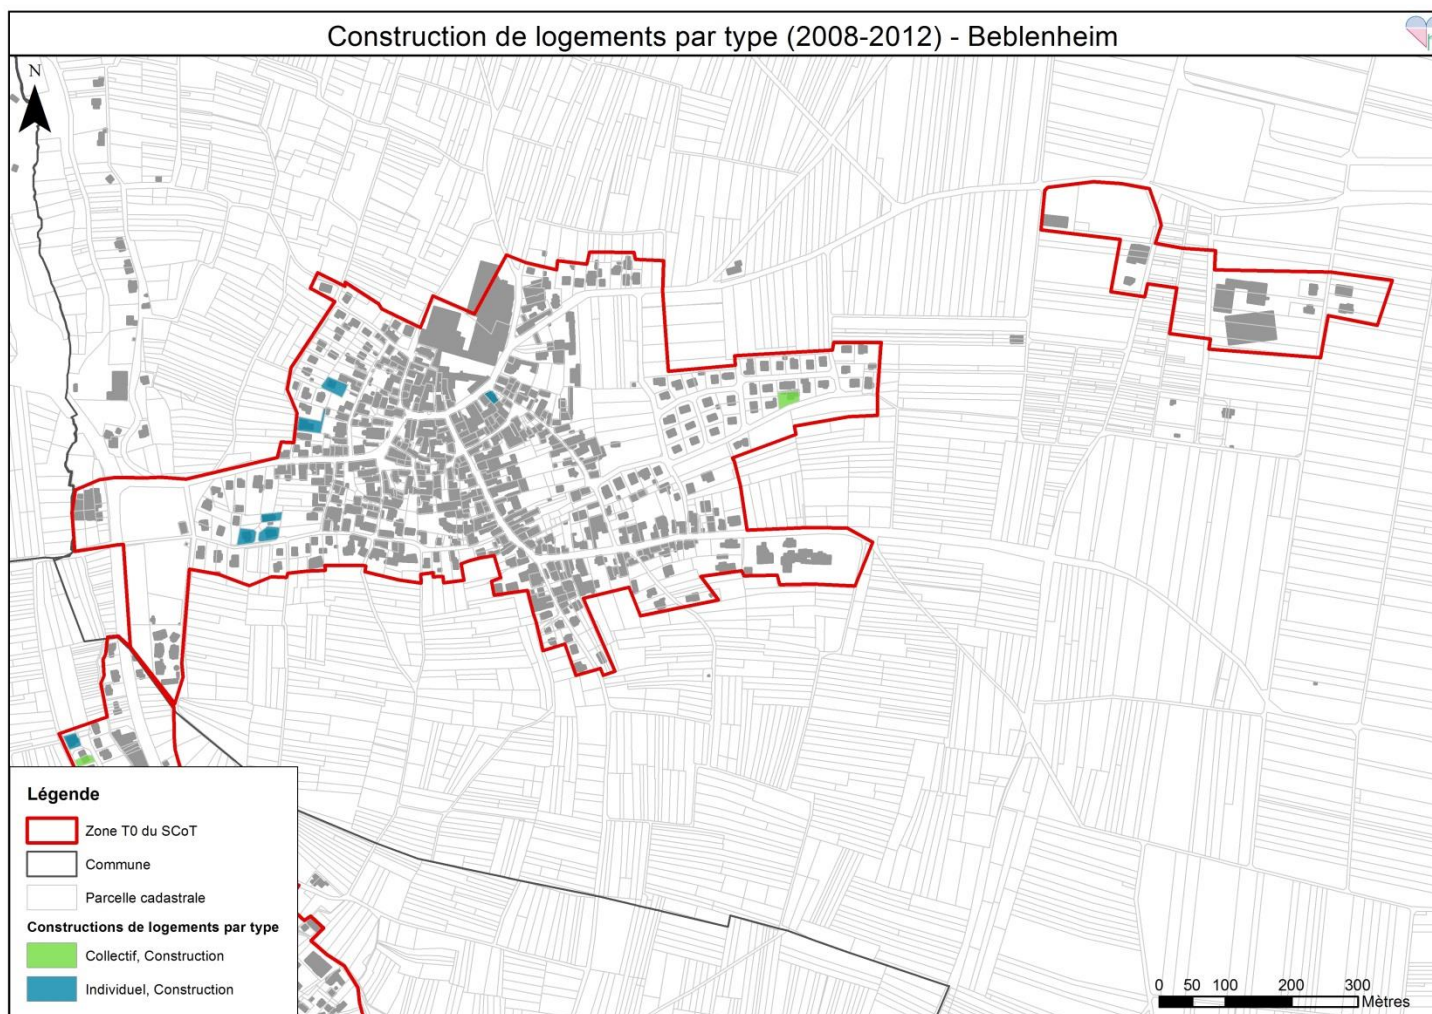 Construction de logements par type (2008-2012) - Beblenheim
N
Légende
Zone T0 du SCoT
Commune
Parcelle cadastrale
Constructions de logements par type
Collectif, Construction
Individuel, Construction
0 50 100 200 300
Mètres